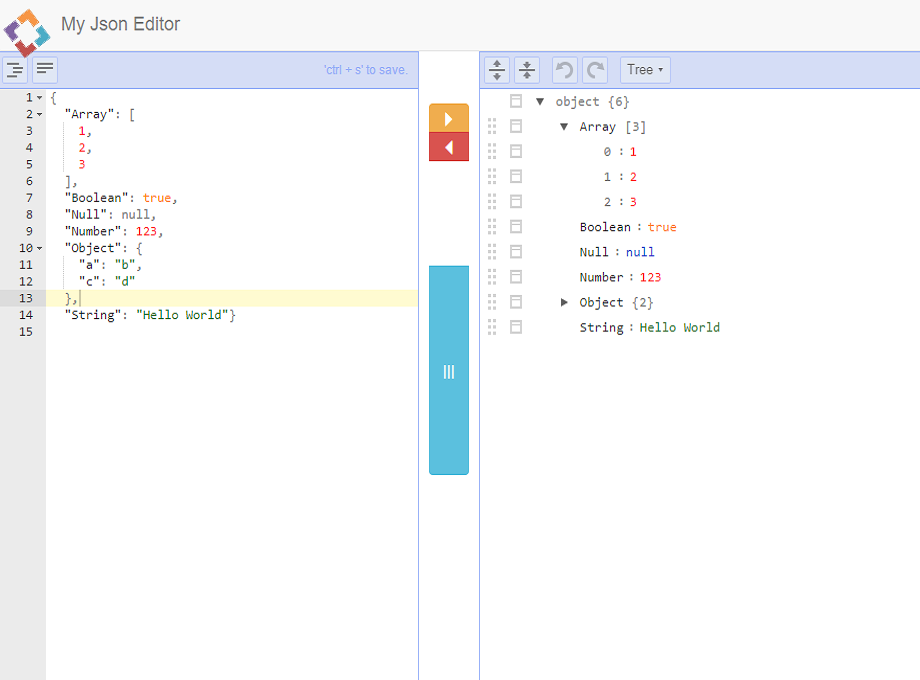 My Json Editor
'ctrl + s' to save.
Tree
1 {
2 "Array": [
3 1,
4 2,
5 3
6 ],
7 "Boolean": true,
8 "Null": null,
9 "Number": 123,
10 "Object": {
11 "a": "b",
12 "c": "d"
13 },
14 "String": "Hello World"}
15
object {6}
Array [3]
0 : 1
1 : 2
2 : 3
Boolean : true
Null : null
Number : 123
Object {2}
String : Hello World